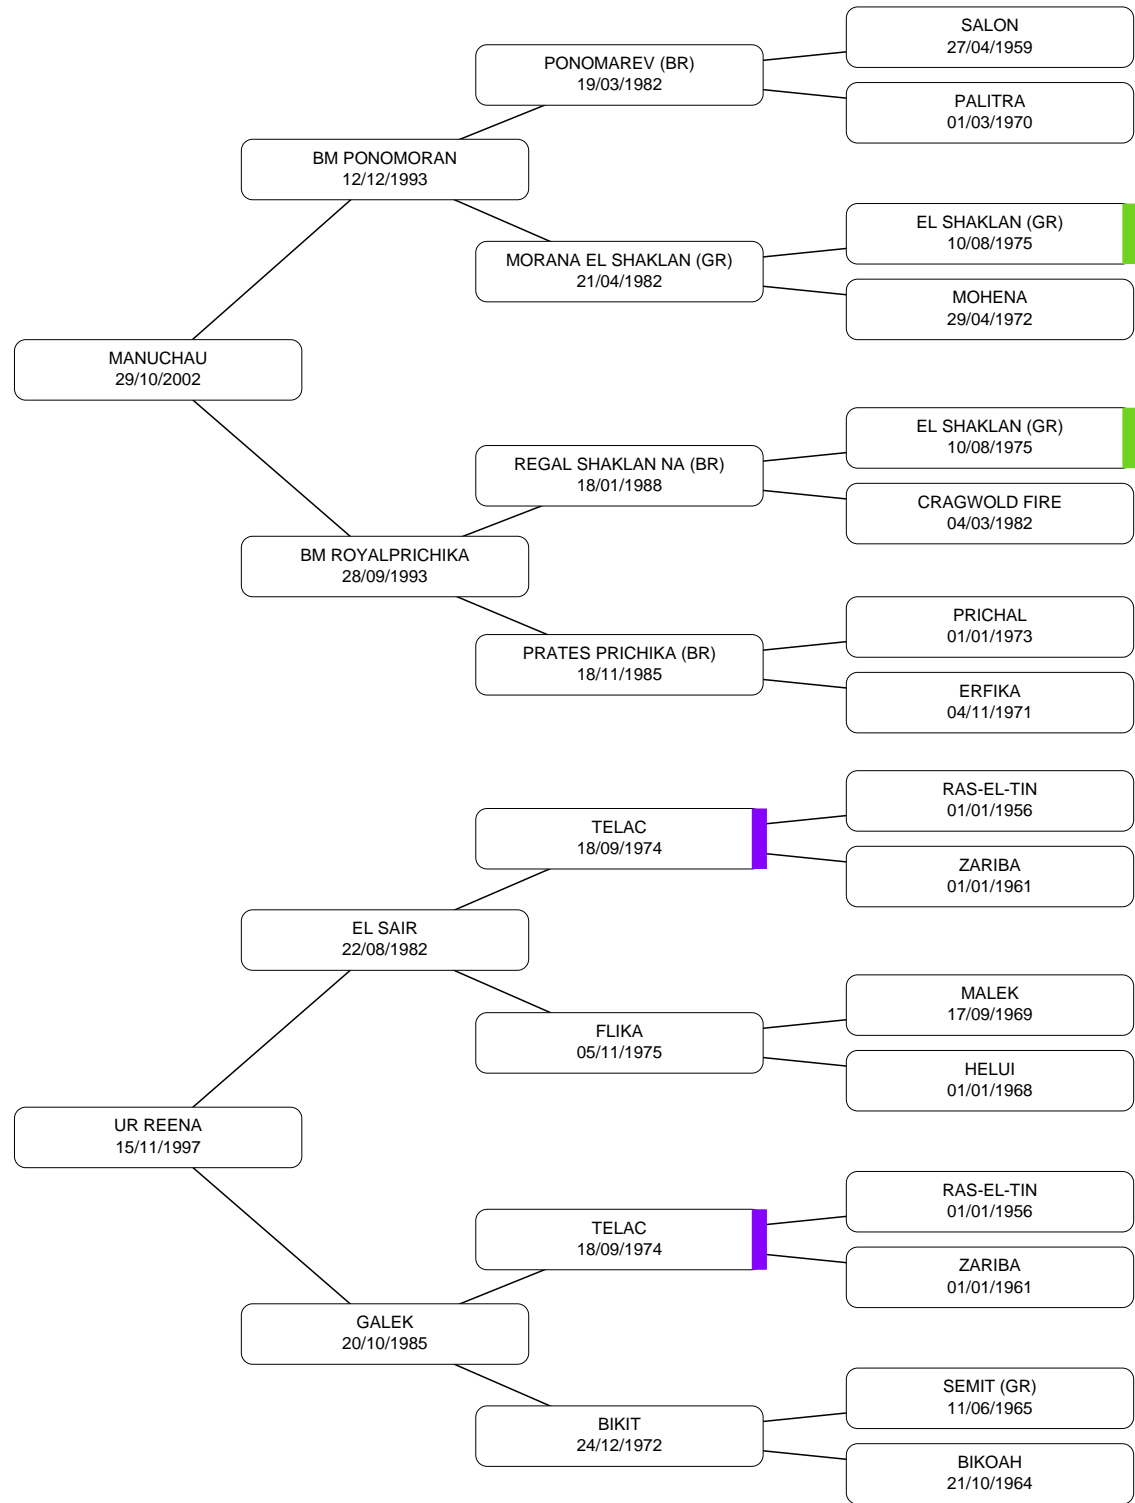 SALON
27/04/1959
PONOMAREV (BR)
19/03/1982
PALITRA
01/03/1970
BM PONOMORAN
12/12/1993
EL SHAKLAN (GR)
10/08/1975
MORANA EL SHAKLAN (GR)
21/04/1982
MOHENA
29/04/1972
MANUCHAU
29/10/2002
EL SHAKLAN (GR)
10/08/1975
REGAL SHAKLAN NA (BR)
18/01/1988
CRAGWOLD FIRE
04/03/1982
BM ROYALPRICHIKA
28/09/1993
PRICHAL
01/01/1973
PRATES PRICHIKA (BR)
18/11/1985
ERFIKA
04/11/1971
RAS-EL-TIN
01/01/1956
TELAC
18/09/1974
ZARIBA
01/01/1961
EL SAIR
22/08/1982
MALEK
17/09/1969
FLIKA
05/11/1975
HELUI
01/01/1968
UR REENA
15/11/1997
RAS-EL-TIN
01/01/1956
TELAC
18/09/1974
ZARIBA
01/01/1961
GALEK
20/10/1985
SEMIT (GR)
11/06/1965
BIKIT
24/12/1972
BIKOAH
21/10/1964